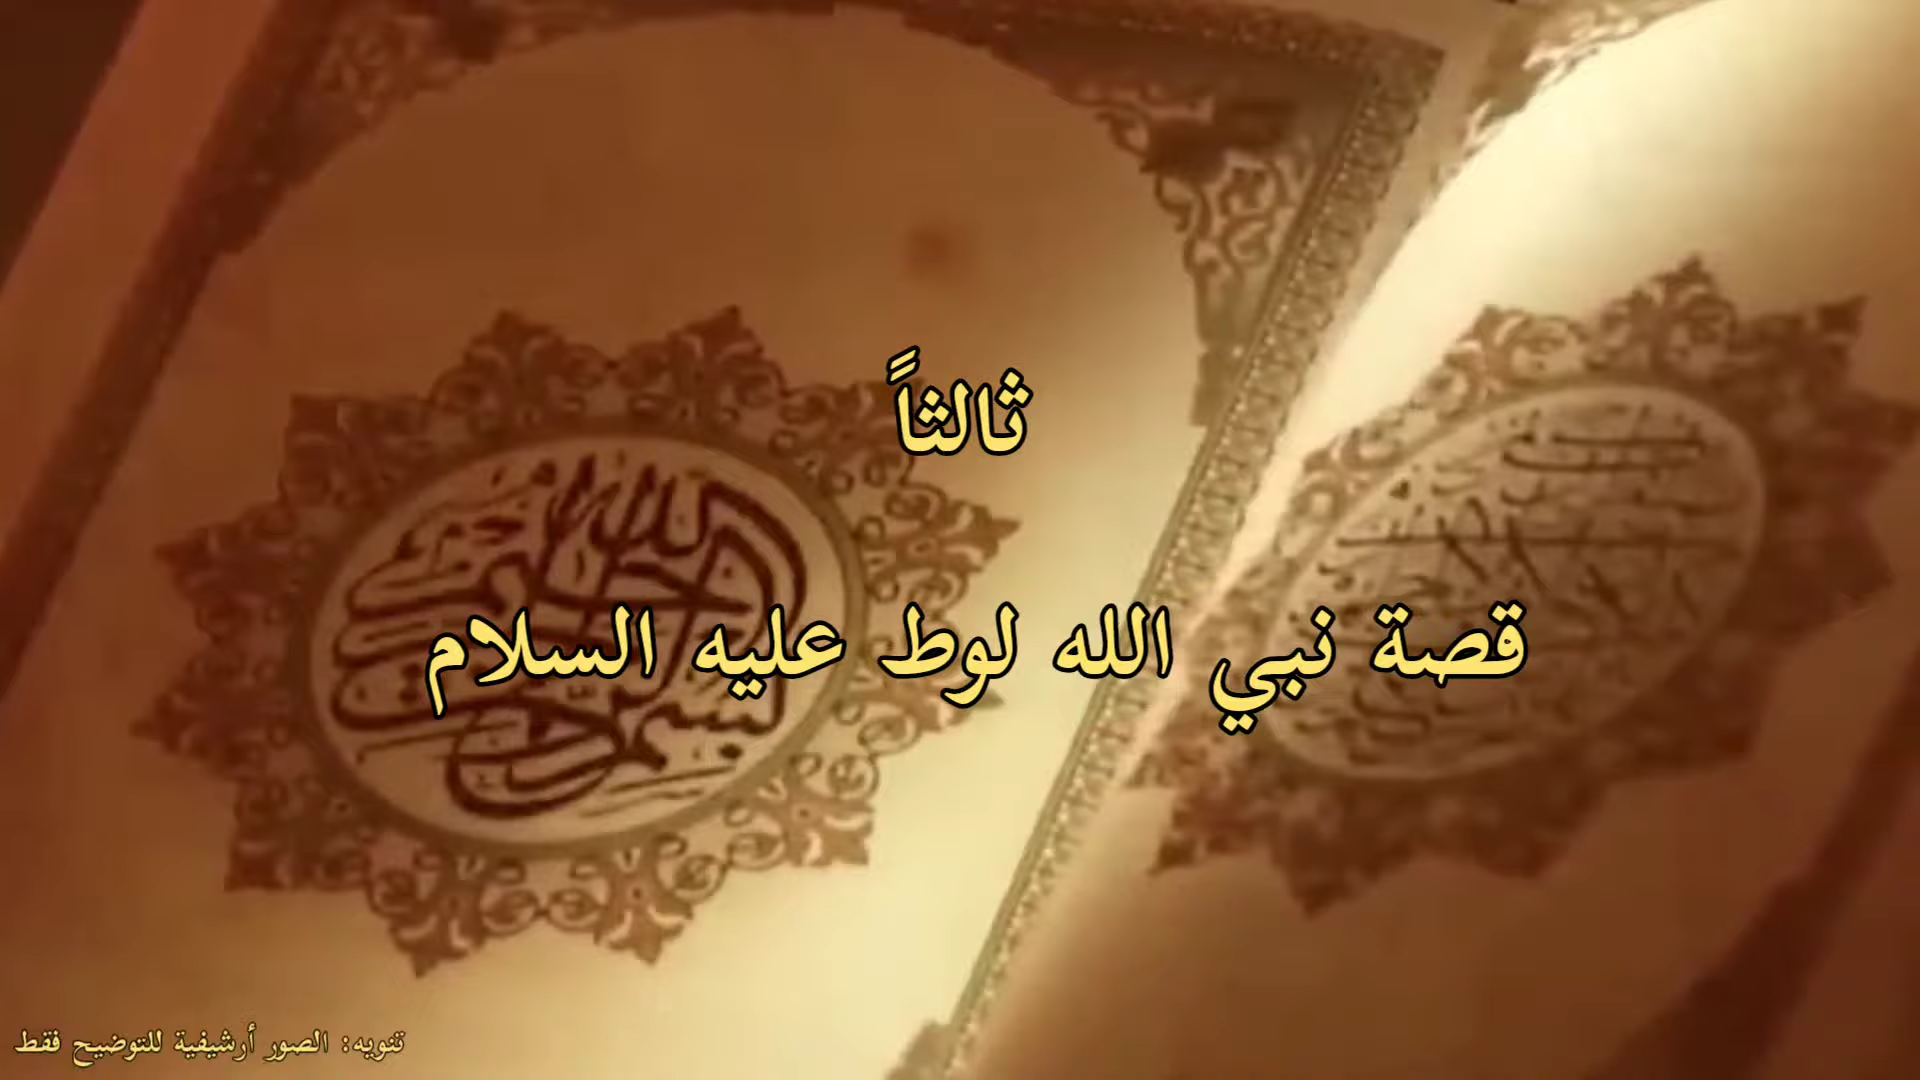 ثالثاً
قصة نبي الله لوط عليه السلام
تنويه: الصور أرشيفية للتوضيح فقط